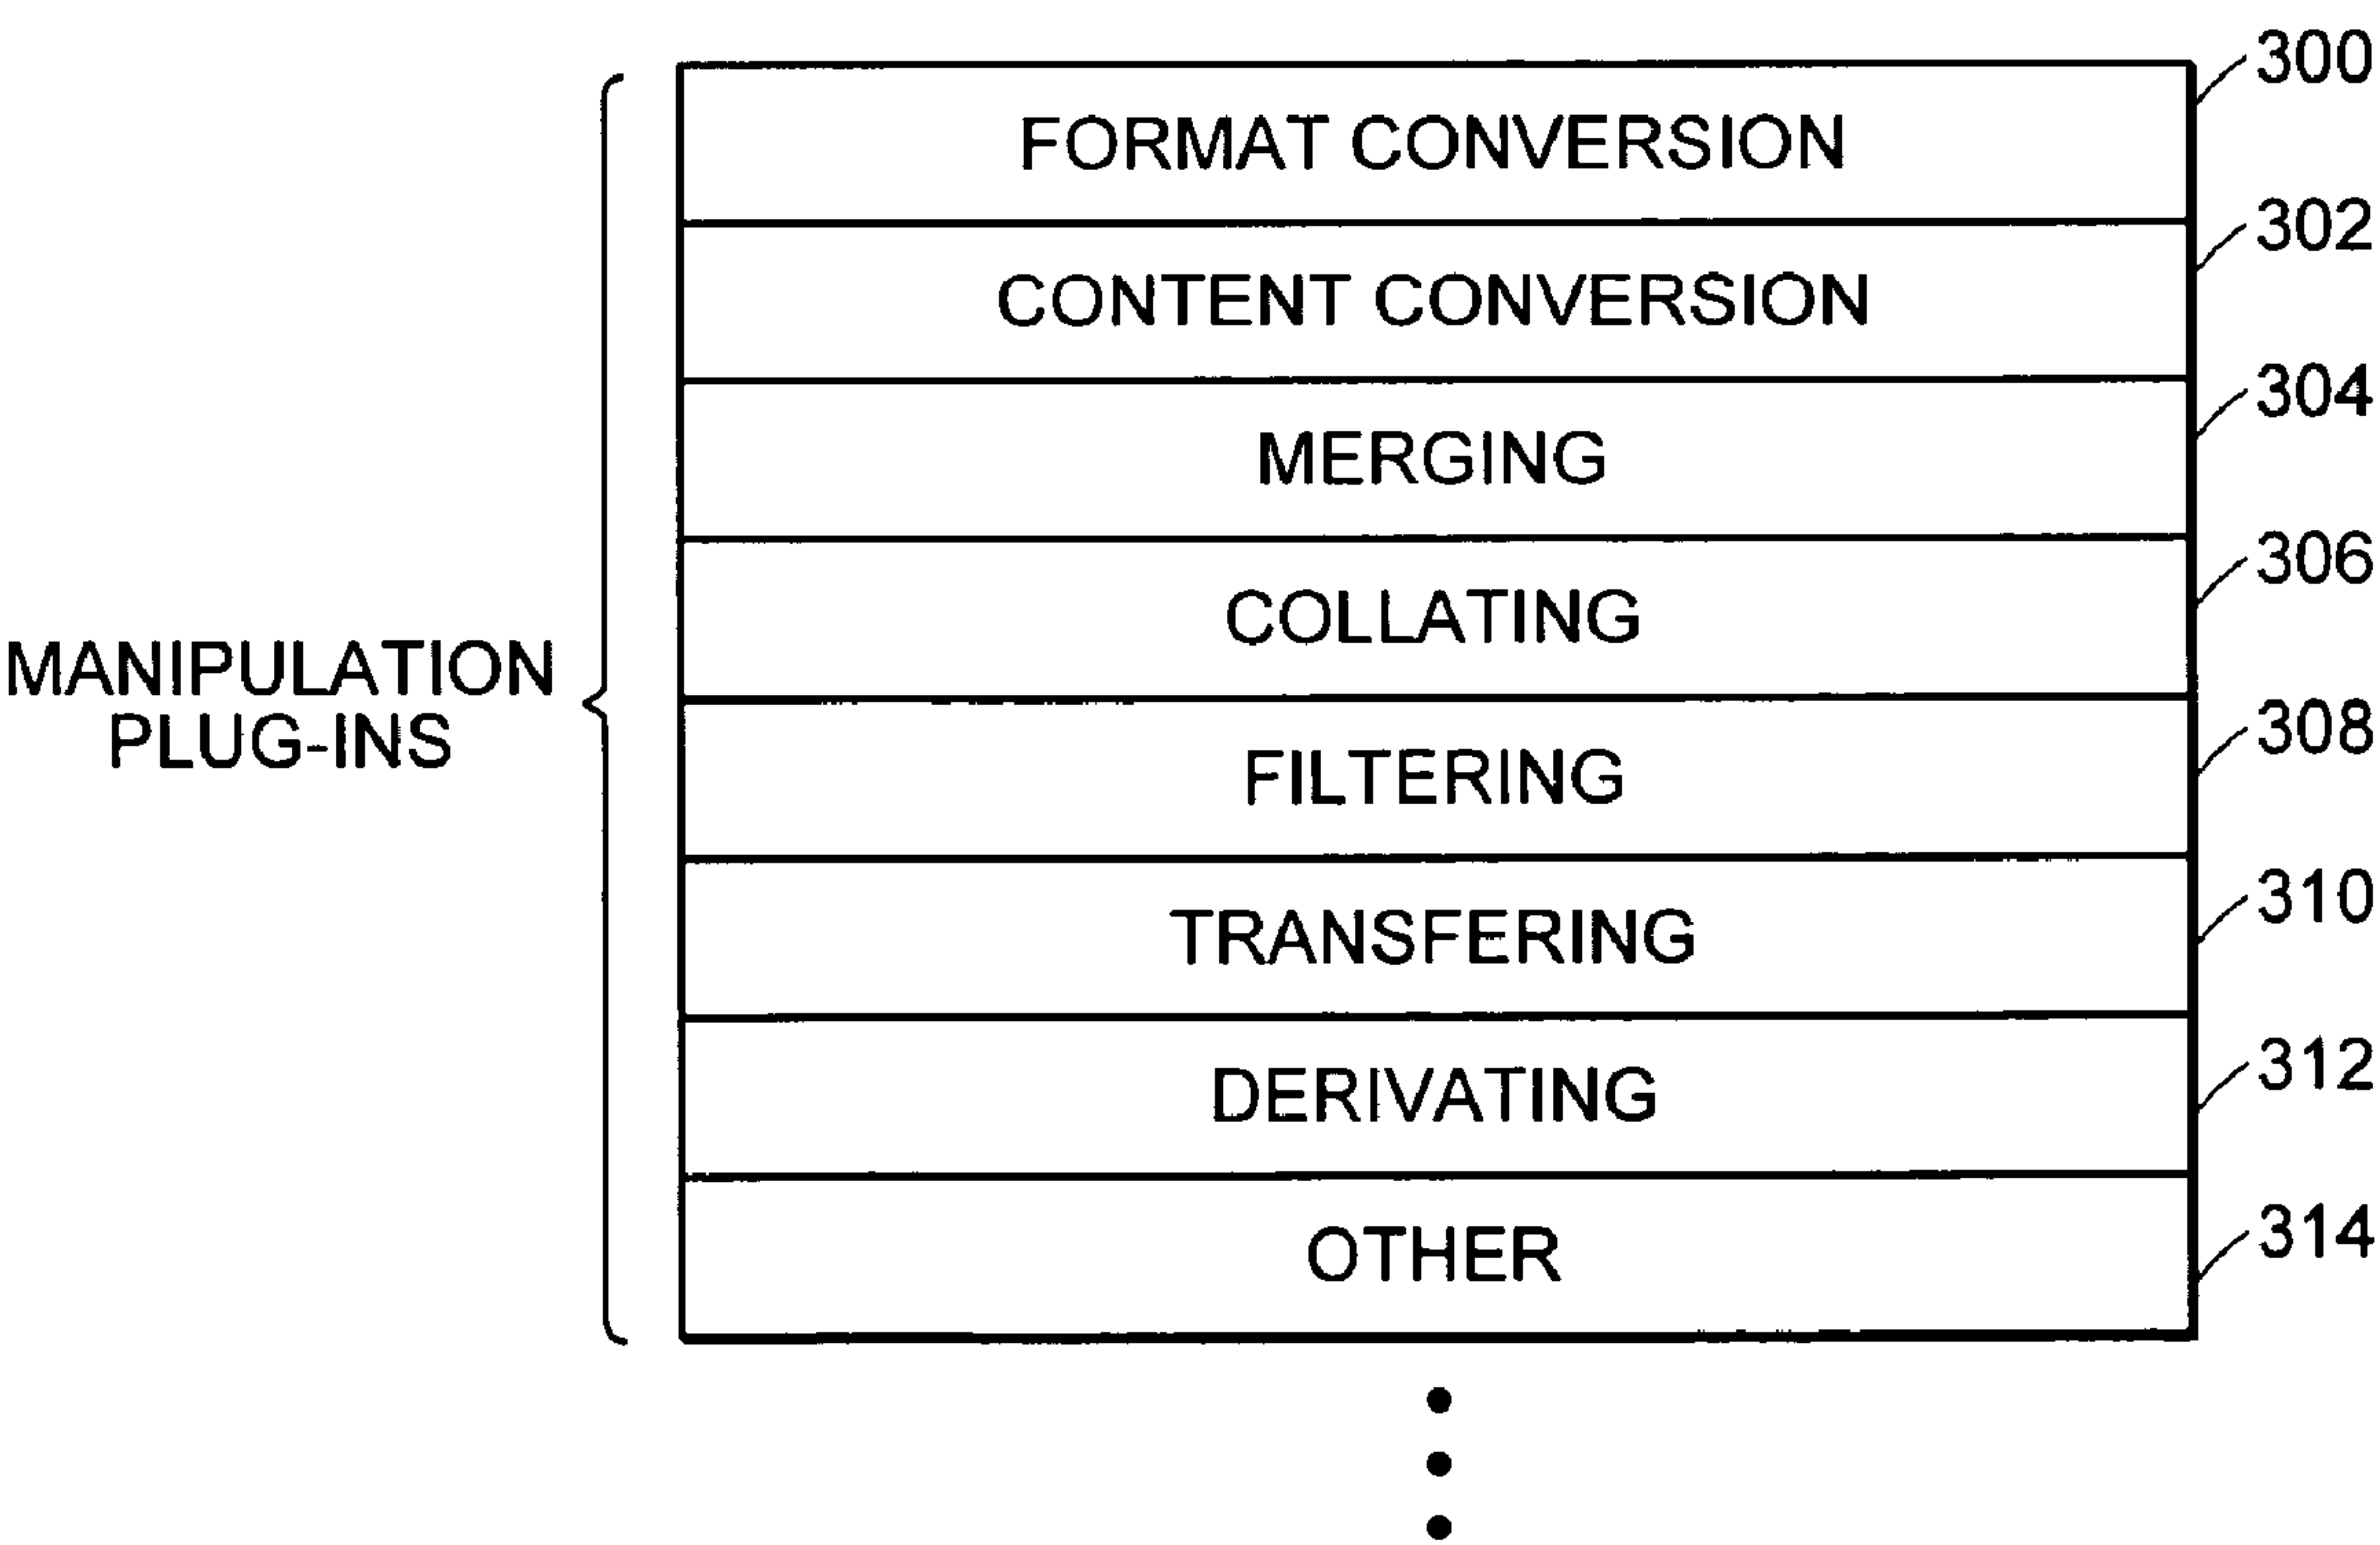 300
FORMAT CONVERSION
302
CONTENT CONVERSION
304
MERGING
306
COLLATING
MANIPULATION
PLUG-INS
308
FILTERING
310
TRANSFERING
312
DERIVATING
314
OTHER